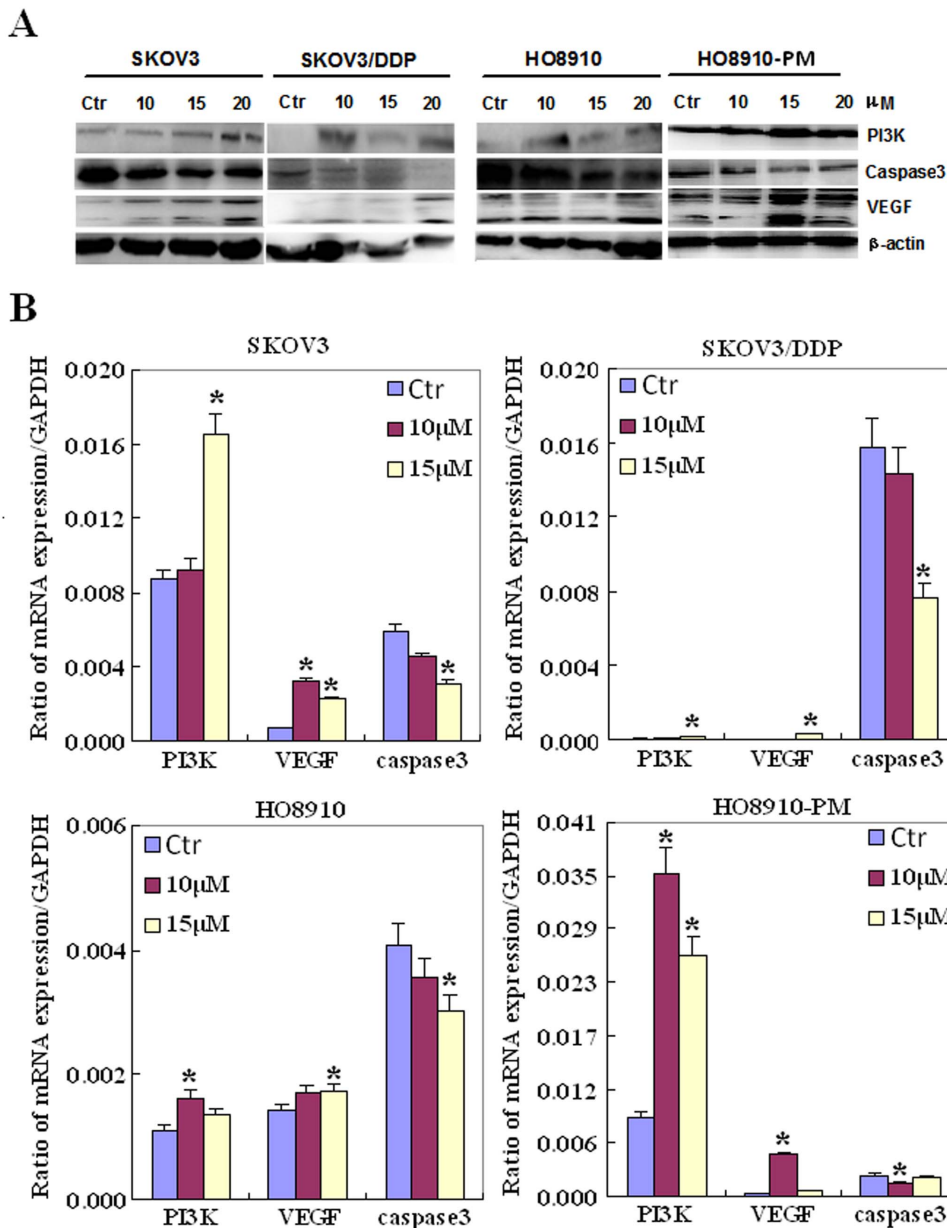 A
SKOV3 SKOV3/DDP HO8910 HO8910-PM
Ctr 10 15 20 Ctr 10 15 20 Ctr 10 15 20 Ctr 10 15 20 μM
PI3K
Caspase3
VEGF
β-actin
B
SKOV3
Ratio of mRNA expression/GAPDH
0.020
0.016
0.012
0.008
0.004
0.000
Ctr
10μM
15μM
*
* *
*
PI3K VEGF caspase3
SKOV3/DDP
Ratio of mRNA expression/GAPDH
0.020
0.016
0.012
0.008
0.004
0.000
Ctr
10μM
15μM
*
* *
PI3K VEGF caspase3
HO8910
Ratio of mRNA expression/GAPDH
0.006
0.004
0.002
0.000
Ctr
10μM
15μM
*
* *
PI3K VEGF caspase3
HO8910-PM
Ratio of mRNA expression/GAPDH
0.041
0.035
0.029
0.023
0.017
0.012
0.006
0.000
Ctr
10μM
15μM
*
*
*
*
PI3K VEGF caspase3